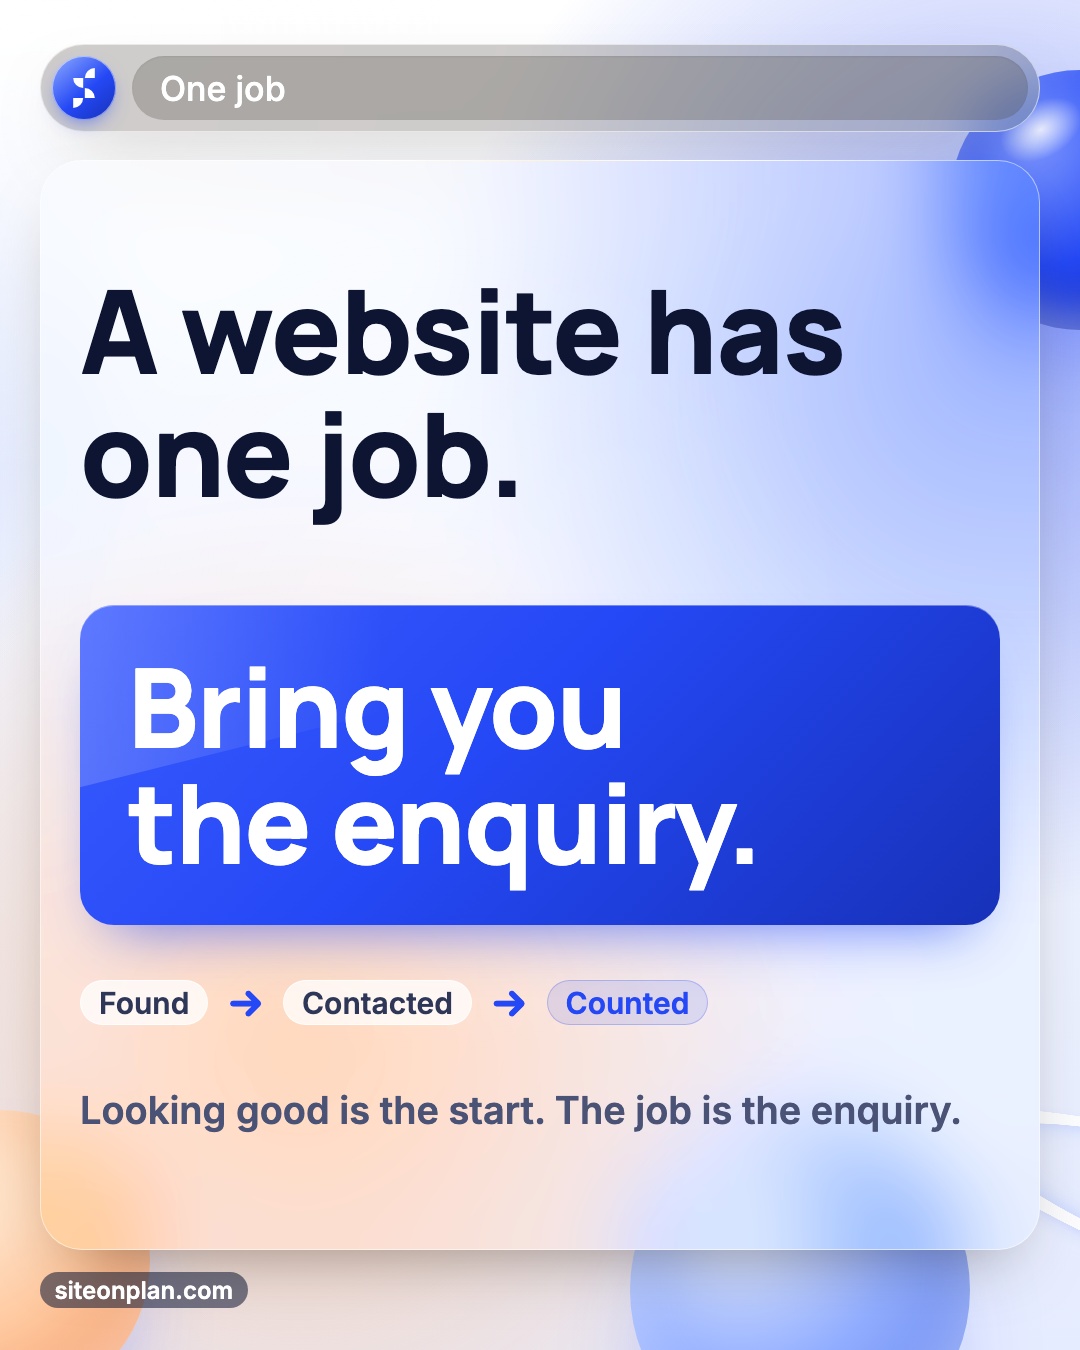 One job
A website has
one job.
Bring you
the enquiry.
Found → Contacted → Counted
Looking good is the start. The job is the enquiry.
siteonplan.com